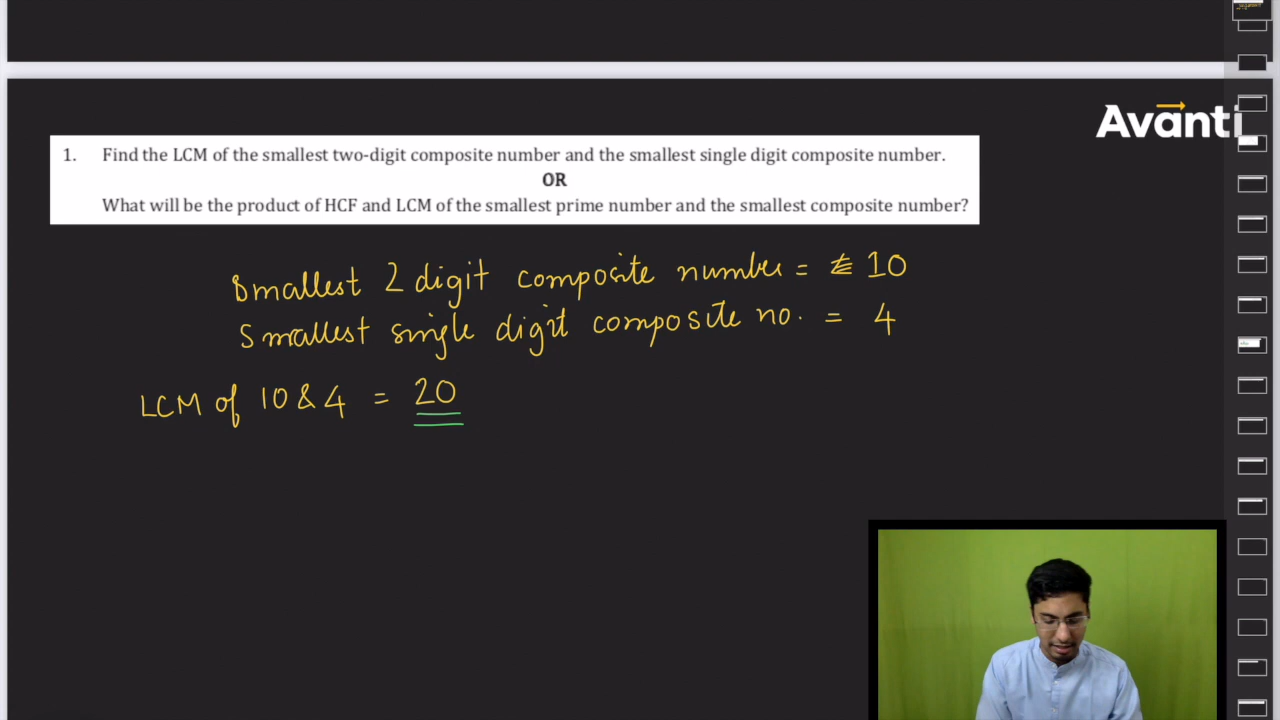 Avanti
1. Find the LCM of the smallest two-digit composite number and the smallest single digit composite number.
OR
What will be the product of HCF and LCM of the smallest prime number and the smallest composite number?
Smallest 2 digit composite number = 10
Smallest single digit composite no. = 4
LCM of 10 & 4 = 20